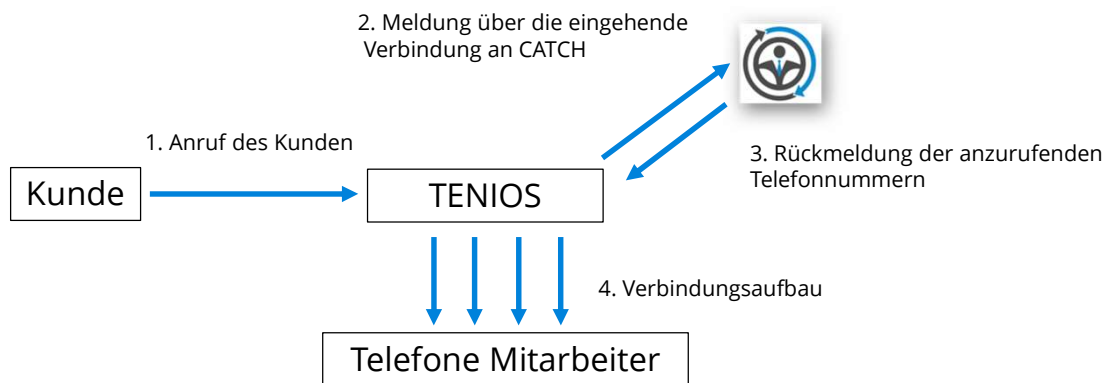 2. Meldung über die eingehende
Verbindung an CATCH
1. Anruf des Kunden
3. Rückmeldung der anzurufenden
Telefonnummern
Kunde
TENIOS
4. Verbindungsaufbau
Telefone Mitarbeiter